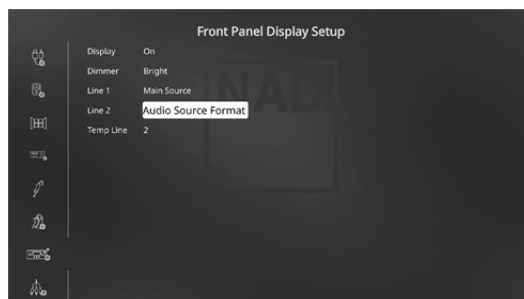 Front Panel Display Setup
Display On
Dimmer Bright
Line 1 Main Source
Line 2 Audio Source Format
Temp Line 2
NAD